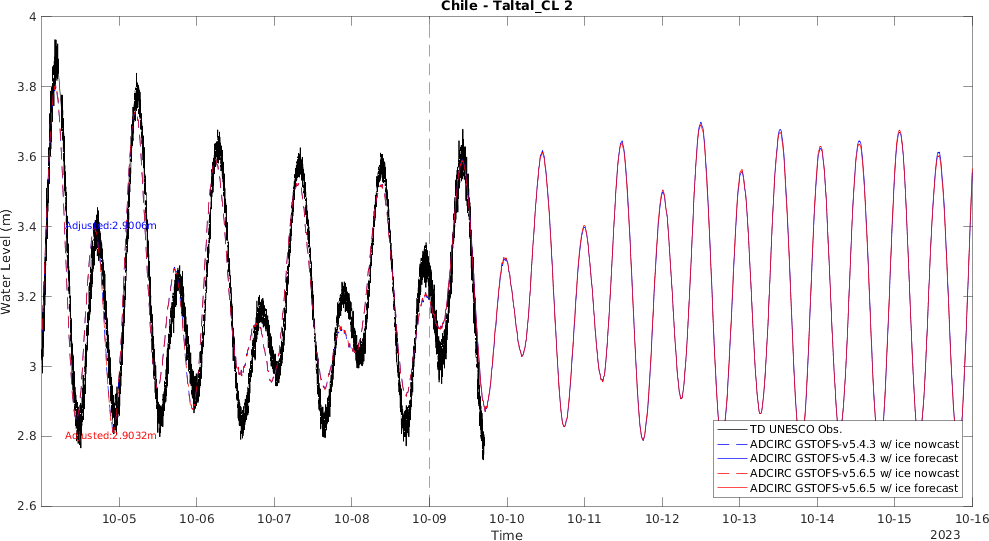 Chile - Taltal_CL 2
4
3.8
3.6
3.4
3.2
3
2.8
2.6
Water Level (m)
Adjusted:2.9006m
Adjusted:2.9032m
TD UNESCO Obs.
ADCIRC GSTOFS-v5.4.3 w/ ice nowcast
ADCIRC GSTOFS-v5.4.3 w/ ice forecast
ADCIRC GSTOFS-v5.6.5 w/ ice nowcast
ADCIRC GSTOFS-v5.6.5 w/ ice forecast
10-05 10-06 10-07 10-08 10-09 10-10 10-11 10-12 10-13 10-14 10-15 10-16
Time
2023